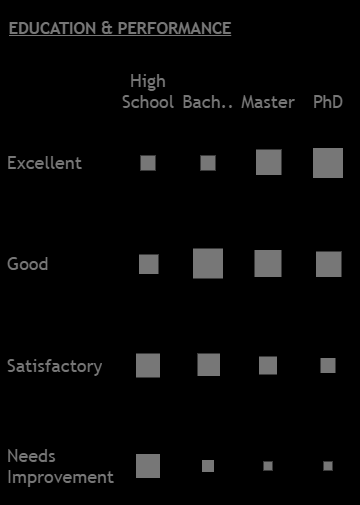 EDUCATION & PERFORMANCE
High
School Bach.. Master PhD
Excellent
Good
Satisfactory
Needs
Improvement